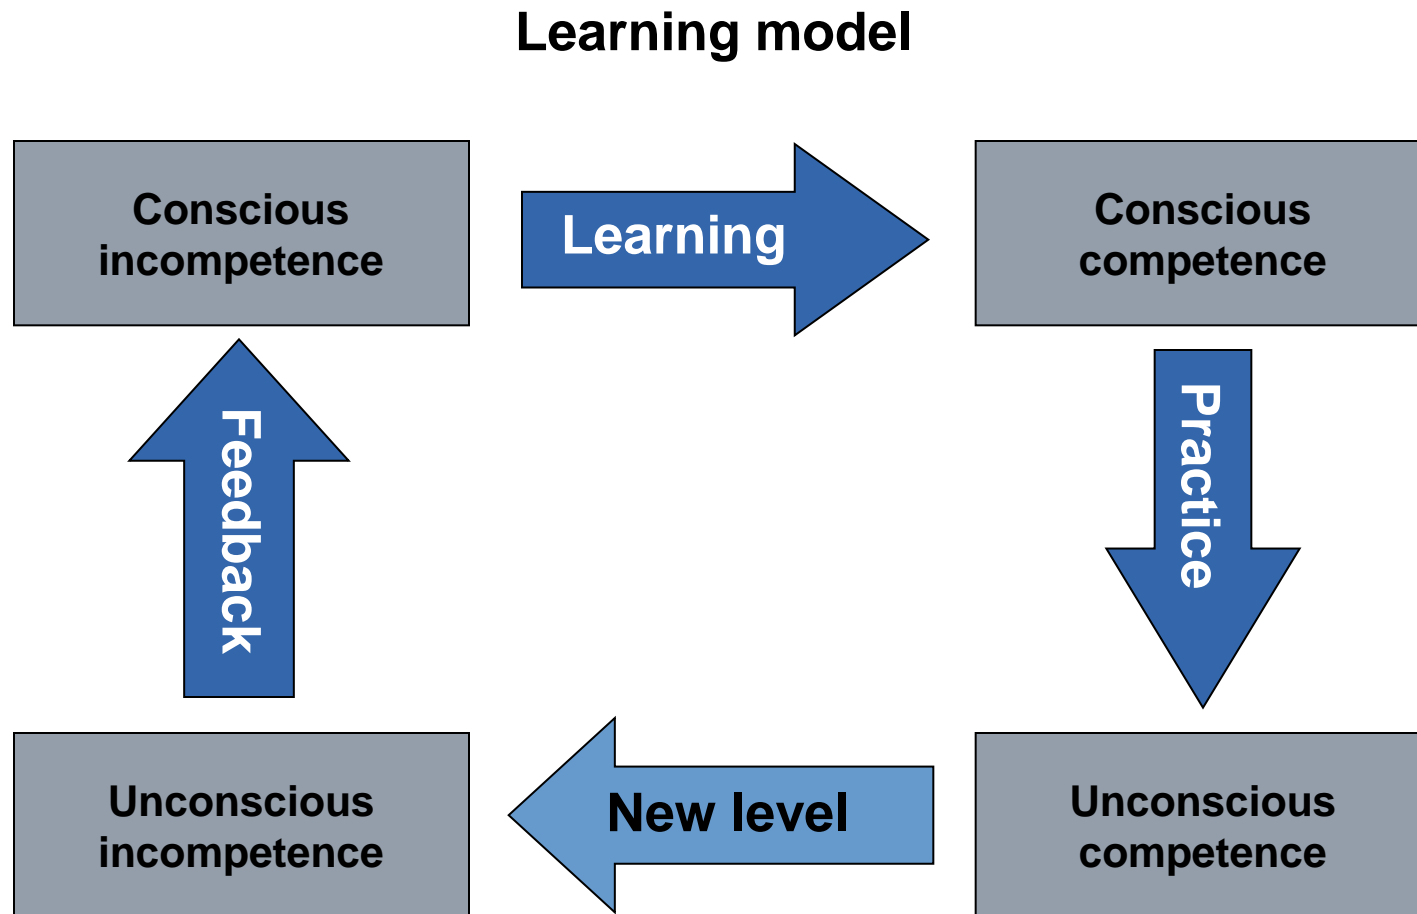 Learning model
Conscious
incompetence
Learning
Conscious
competence
Feedback
Practice
Unconscious
incompetence
New level
Unconscious
competence